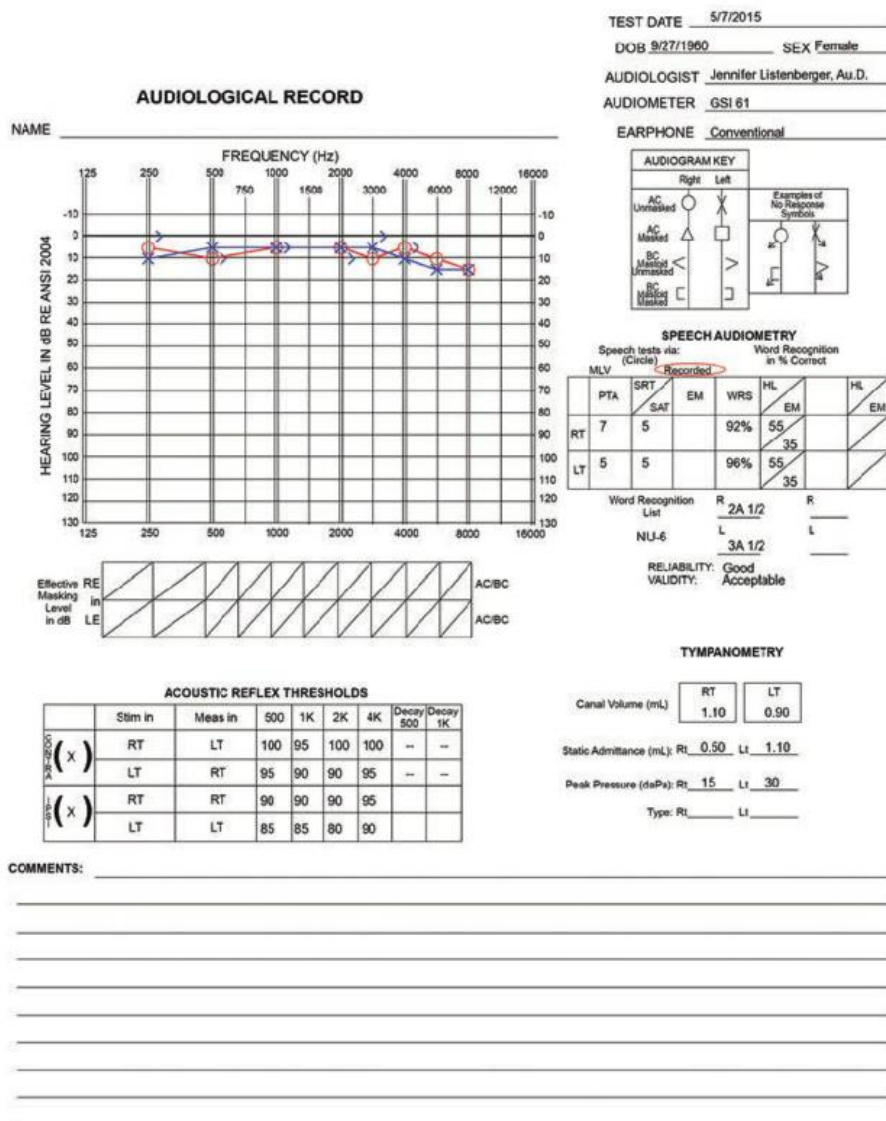 TEST DATE 5/7/2015
DOB 9/27/1960 SEX Female
AUDIOLOGIST Jennifer Listenberger, Au.D.
AUDIOLOGICAL RECORD
AUDIOMETER GSI 61
NAME
EARPHONE Conventional
FREQUENCY (Hz)
125 250 500 1000 2000 4000 8000 16000
750 1500 3000 6000 12000
HEARING LEVEL IN dB RE ANSI 2004
-10 -10
0 0
10 10
20 20
30 30
40 40
50 50
60 60
70 70
80 80
90 90
100 100
110 110
120 120
130 130
125 250 500 1000 2000 4000 8000 16000
AUDIOGRAM KEY
Right Left
AC Unmasked
AC Masked
BC Mastoid Unmasked
BC Mastoid Masked
Examples of
No Response
Symbols
SPEECH AUDIOMETRY
Speech tests via:
(Circle)
MLV Recorded
Word Recognition
in % Correct
PTA SRT SAT EM WRS HL EM HL EM
RT 7 5 92% 55 35
LT 5 5 96% 55 35
Word Recognition
List
R 2A 1/2 R
NU-6
L 3A 1/2 L
RELIABILITY: Good
VALIDITY: Acceptable
Effective
Masking
Level
in dB
RE AC/BC
in
LE AC/BC
TYMPANOMETRY
RT LT
Canal Volume (mL) 1.10 0.90
Static Admittance (mL): Rt 0.50 Lt 1.10
Peak Pressure (daPa): Rt 15 Lt 30
Type: Rt Lt
ACOUSTIC REFLEX THRESHOLDS
Stim in Meas in 500 1K 2K 4K Decay 500 Decay 1K
CONTRA (X)
RT LT 100 95 100 100 -- --
LT RT 95 90 90 95 -- --
IPSI (X)
RT RT 90 90 90 95
LT LT 85 85 80 90
COMMENTS: